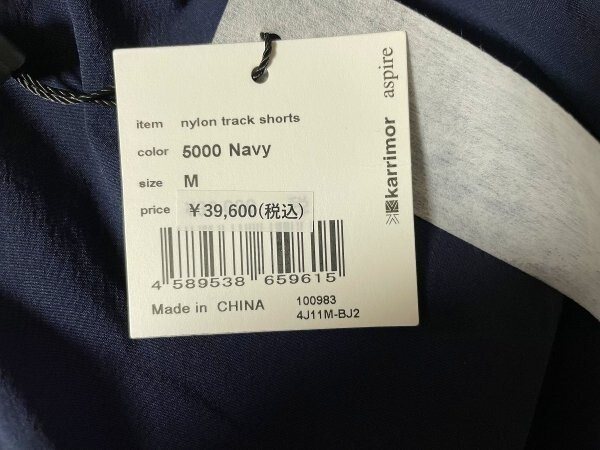 item nylon track shorts
color 5000 Navy
size M
price ¥39,600(税込)
4 589538 659615
Made in CHINA
100983
4J11M-BJ2
karrimor aspire